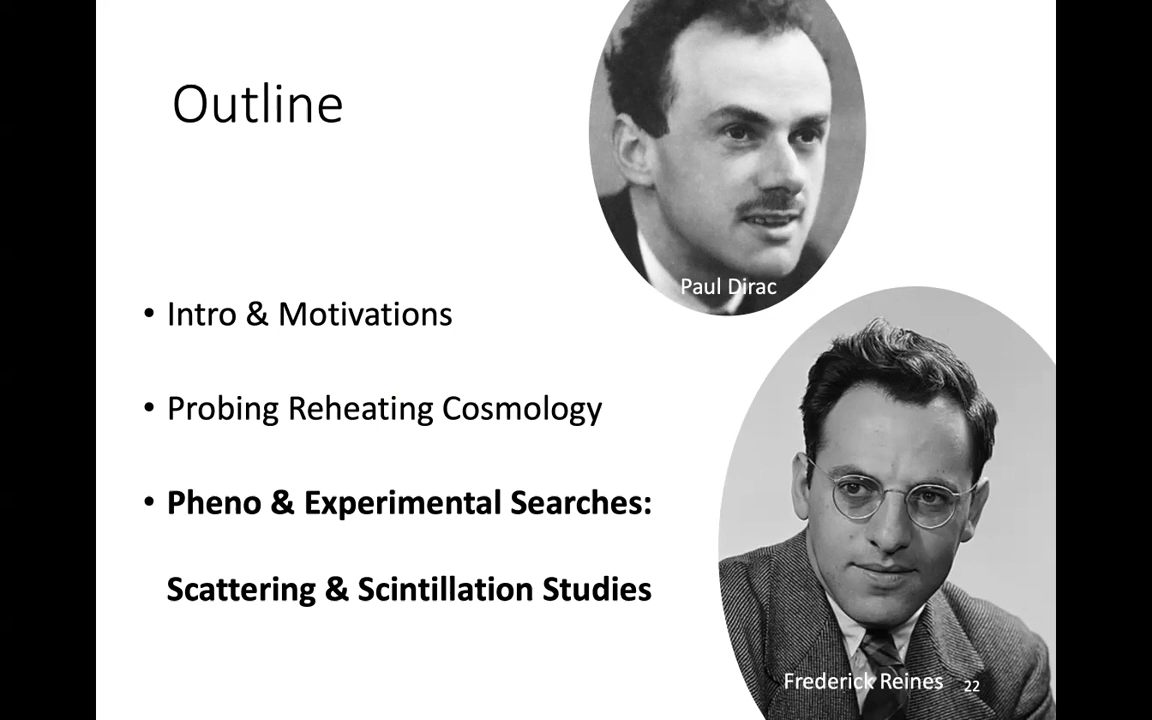 Outline
Paul Dirac
• Intro & Motivations
• Probing Reheating Cosmology
• Pheno & Experimental Searches:
Scattering & Scintillation Studies
Frederick Reines
22